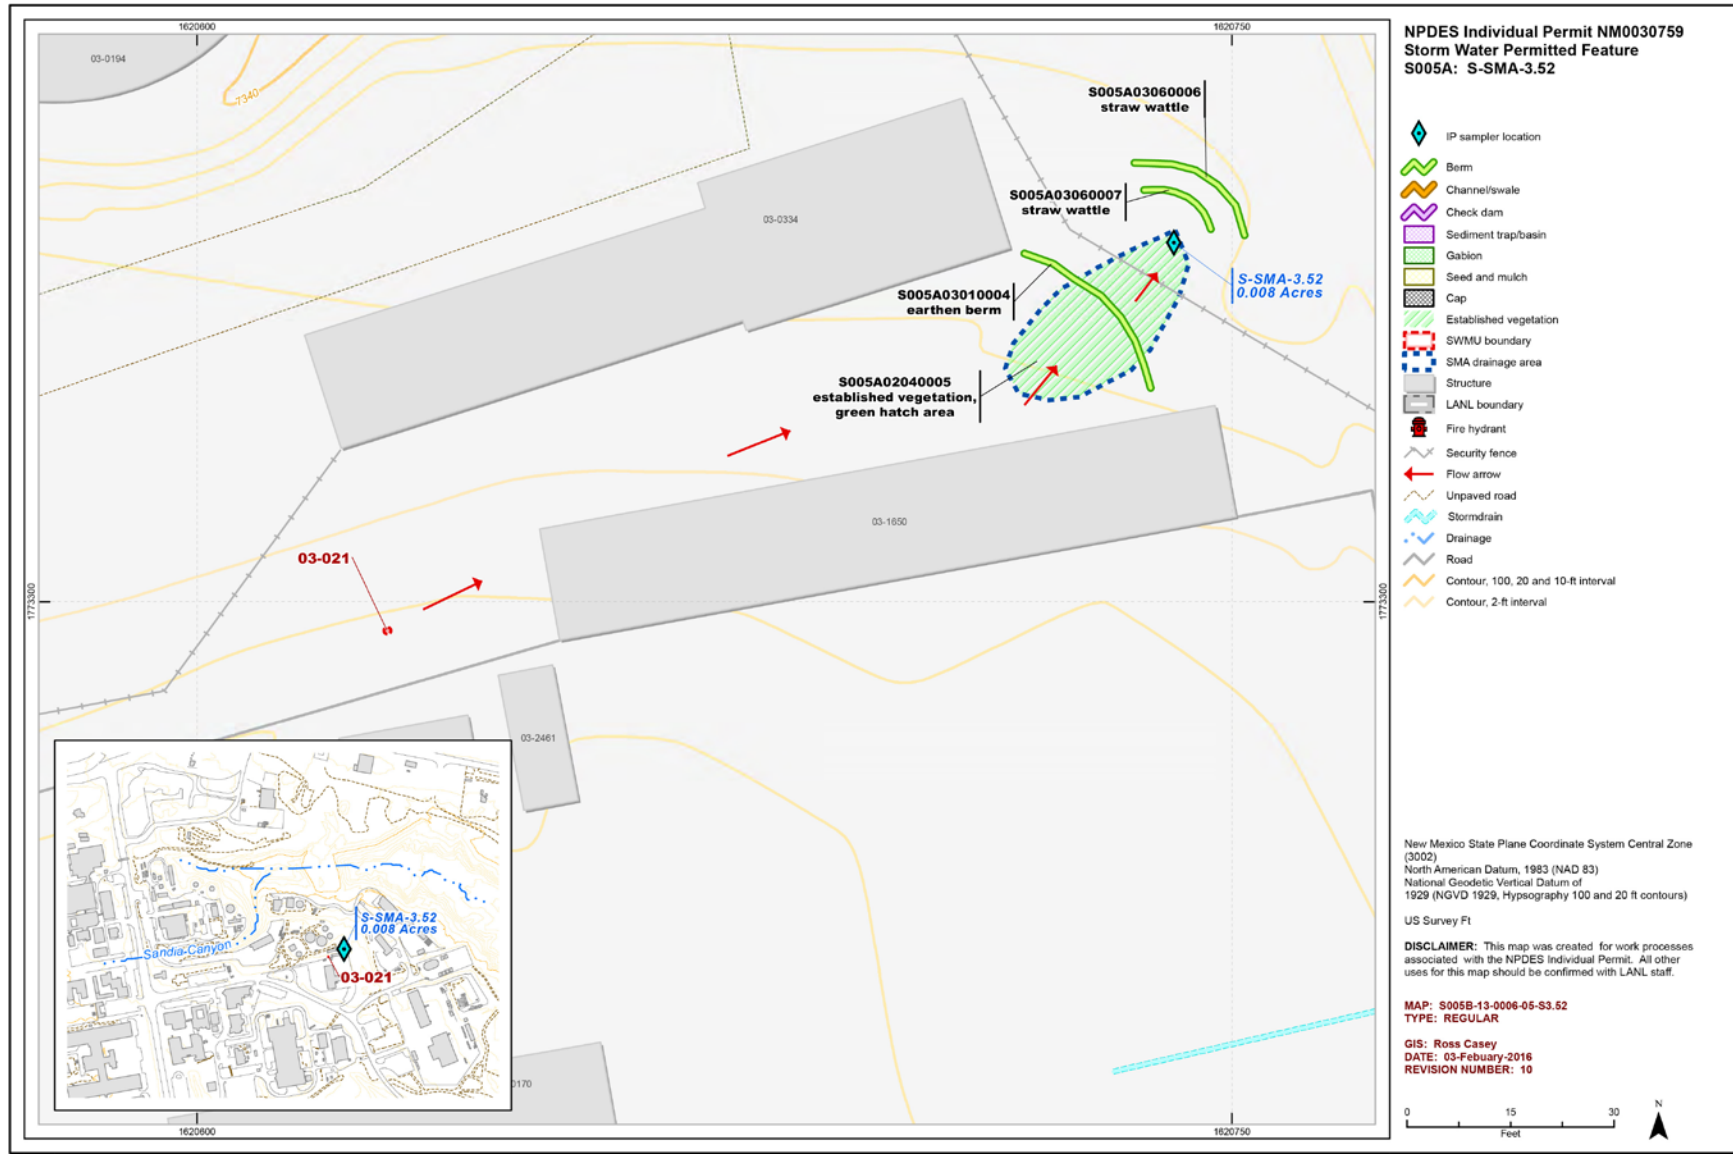 1620600
1620750
03-0194
7340
S005A03060006
straw wattle
S005A03060007
straw wattle
03-0334
S-SMA-3.52
0.008 Acres
S005A03010004
earthen berm
S005A02040005
established vegetation,
green hatch area
03-1650
03-021
1773300
1773300
03-2461
S-SMA-3.52
0.008 Acres
Sandia Canyon
03-021
0170
1620600
1620750
NPDES Individual Permit NM0030759
Storm Water Permitted Feature
S005A: S-SMA-3.52
IP sampler location
Berm
Channel/swale
Check dam
Sediment trap/basin
Gabion
Seed and mulch
Cap
Established vegetation
SWMU boundary
SMA drainage area
Structure
LANL boundary
Fire hydrant
Security fence
Flow arrow
Unpaved road
Stormdrain
Drainage
Road
Contour, 100, 20 and 10-ft interval
Contour, 2-ft interval
New Mexico State Plane Coordinate System Central Zone
(3002)
North American Datum, 1983 (NAD 83)
National Geodetic Vertical Datum of
1929 (NGVD 1929, Hypsography 100 and 20 ft contours)
US Survey Ft
DISCLAIMER: This map was created for work processes
associated with the NPDES Individual Permit. All other
uses for this map should be confirmed with LANL staff.
MAP: S005B-13-0006-05-S3.52
TYPE: REGULAR
GIS: Ross Casey
DATE: 03-Febuary-2016
REVISION NUMBER: 10
0 15 30
Feet
N